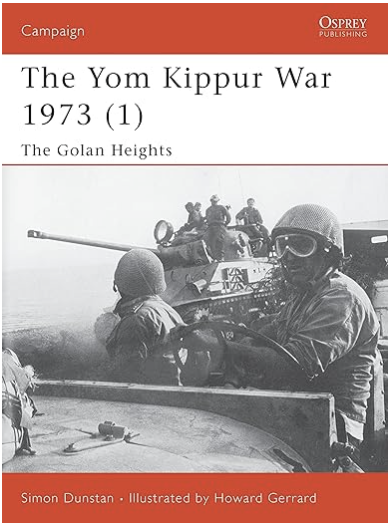 Campaign
OSPREY
PUBLISHING
The Yom Kippur War
1973 (1)
The Golan Heights
Simon Dunstan · Illustrated by Howard Gerrard